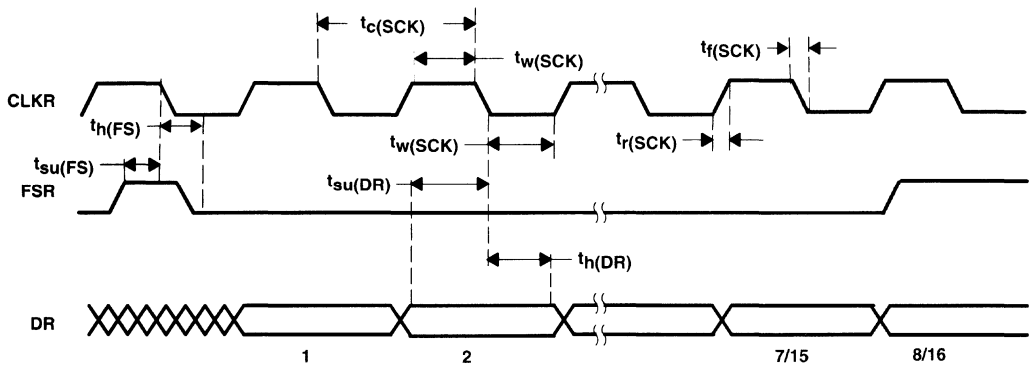 tc(SCK)
tw(SCK)
tf(SCK)
CLKR
th(FS)
tw(SCK)
tr(SCK)
tsu(FS)
tsu(DR)
FSR
th(DR)
DR
1 2 7/15 8/16